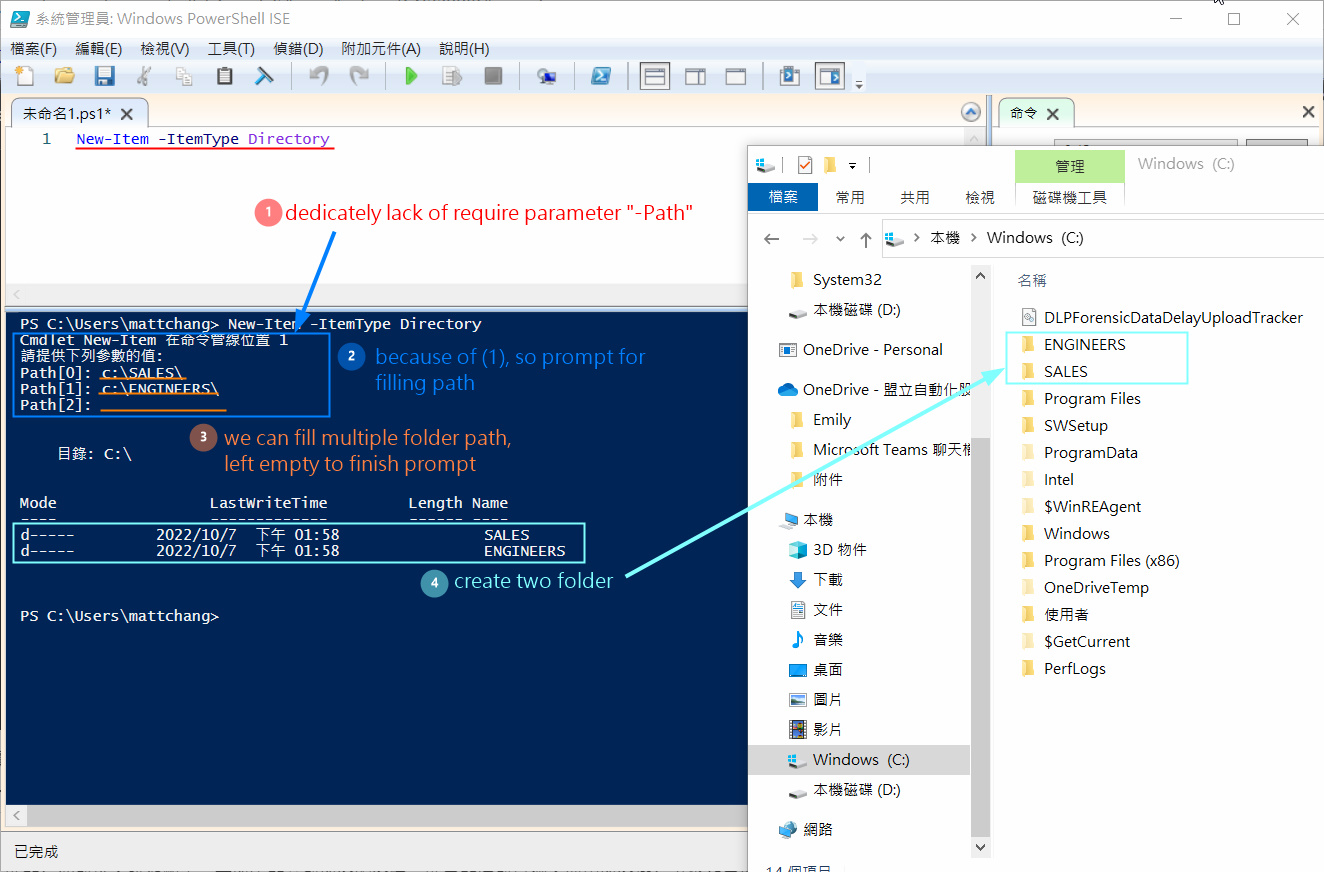 系統管理員: Windows PowerShell ISE
檔案(F) 編輯(E) 檢視(V) 工具(T) 偵錯(D) 附加元件(A) 說明(H)
未命名1.ps1*
1 New-Item -ItemType Directory
1 dedicately lack of require parameter "-Path"
PS C:\Users\mattchang> New-Item -ItemType Directory
Cmdlet New-Item 在命令管線位置 1
請提供下列參數的值:
Path[0]: c:\SALES\
Path[1]: c:\ENGINEERS\
Path[2]:
2 because of (1), so prompt for
filling path
3 we can fill multiple folder path,
left empty to finish prompt
目錄: C:\
Mode LastWriteTime Length Name
---- ------------- ------ ----
d----- 2022/10/7 下午 01:58 SALES
d----- 2022/10/7 下午 01:58 ENGINEERS
4 create two folder
PS C:\Users\mattchang>
已完成
命令
管理
Windows (C:)
檔案 常用 共用 檢視 磁碟機工具
本機 Windows (C:)
System32
本機磁碟 (D:)
OneDrive - Personal
OneDrive - 盟立自動化股
Emily
Microsoft Teams 聊天
附件
本機
3D 物件
下載
文件
音樂
桌面
圖片
影片
Windows (C:)
本機磁碟 (D:)
網路
名稱
DLPForensicDataDelayUploadTracker
ENGINEERS
SALES
Program Files
SWSetup
ProgramData
Intel
$WinREAgent
Windows
Program Files (x86)
OneDriveTemp
使用者
$GetCurrent
PerfLogs
14 個項目